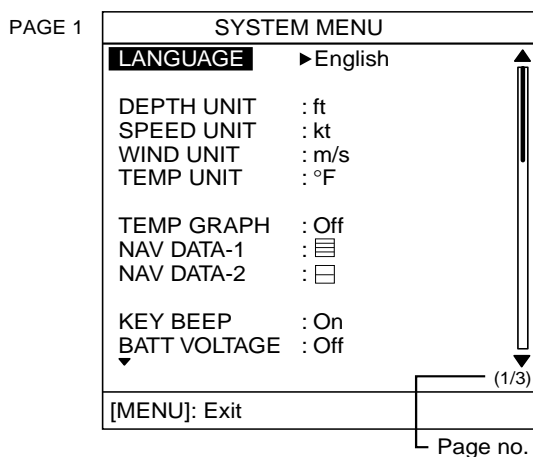 PAGE 1
SYSTEM MENU
LANGUAGE ▶English
DEPTH UNIT : ft
SPEED UNIT : kt
WIND UNIT : m/s
TEMP UNIT : °F
TEMP GRAPH : Off
NAV DATA-1 :
NAV DATA-2 :
KEY BEEP : On
BATT VOLTAGE : Off
(1/3)
[MENU]: Exit
Page no.